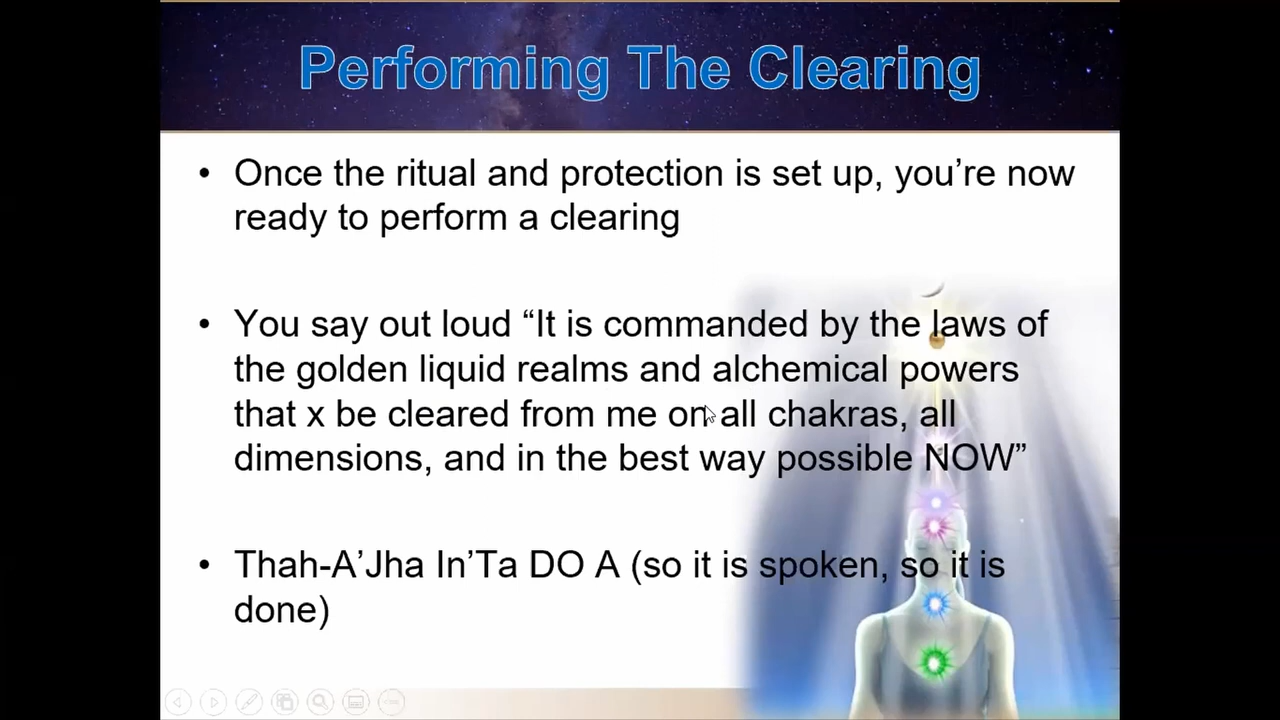 Performing The Clearing
• Once the ritual and protection is set up, you’re now
ready to perform a clearing
• You say out loud “It is commanded by the laws of
the golden liquid realms and alchemical powers
that x be cleared from me on all chakras, all
dimensions, and in the best way possible NOW”
• Thah-A’Jha In’Ta DO A (so it is spoken, so it is
done)